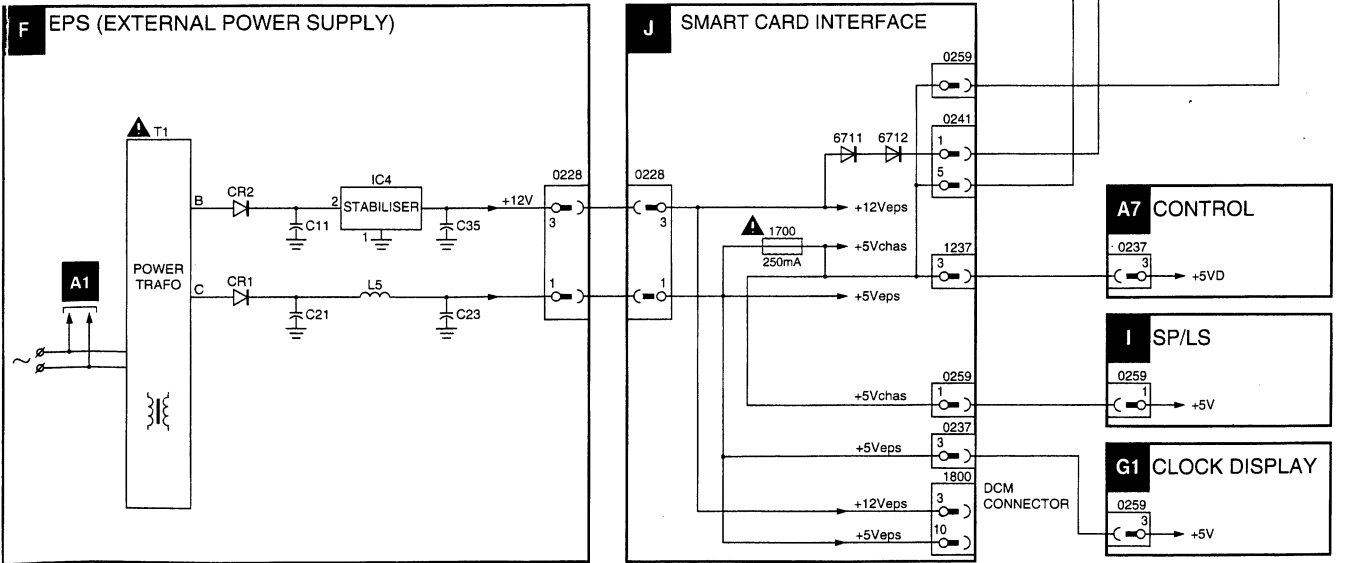 F EPS (EXTERNAL POWER SUPPLY)
T1
POWER
TRAFO
A1
~
B
CR2
C11
IC4
2 STABILISER
1
C35
+12V
0228
3
C
CR1
C21
L5
C23
1
J SMART CARD INTERFACE
0228
3
1
0259
0241
1
5
6711 6712
+12Veps
1700
250mA
+5Vchas
+5Veps
1237
3
+5Vchas
0259
1
+5Veps
0237
3
1800
+12Veps
3
+5Veps
10
DCM
CONNECTOR
A7 CONTROL
0237
3
+5VD
I SP/LS
0259
1
+5V
G1 CLOCK DISPLAY
0259
3
+5V